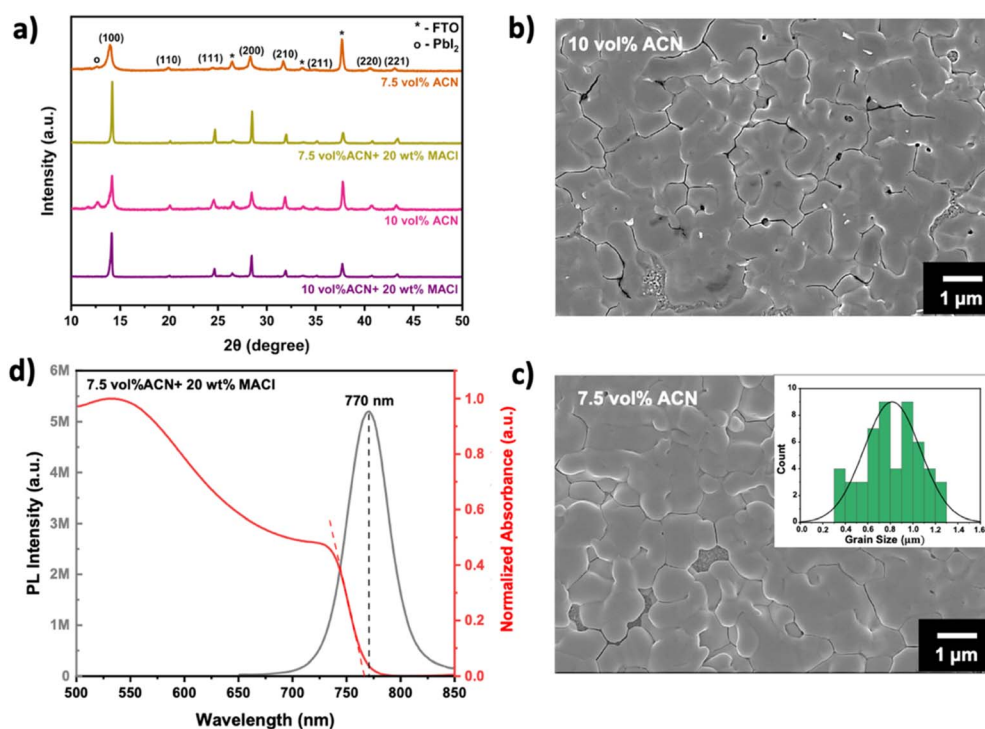 a)
* - FTO
o - PbI₂
(100)
o
(110)
(111)
*
(200)
(210)
*
(211)
*
(220)
(221)
7.5 vol% ACN
7.5 vol%ACN+ 20 wt% MACl
10 vol% ACN
10 vol%ACN+ 20 wt% MACl
Intensity (a.u.)
10 15 20 25 30 35 40 45 50
2θ (degree)
b)
10 vol% ACN
1 µm
d)
7.5 vol%ACN+ 20 wt% MACl
770 nm
PL Intensity (a.u.)
6M
5M
4M
3M
2M
1M
0
Normalized Absorbance (a.u.)
1.0
0.8
0.6
0.4
0.2
0.0
500 550 600 650 700 750 800 850
Wavelength (nm)
c)
7.5 vol% ACN
Count
10
8
6
4
2
0
0.0 0.2 0.4 0.6 0.8 1.0 1.2 1.4 1.6
Grain Size (µm)
1 µm